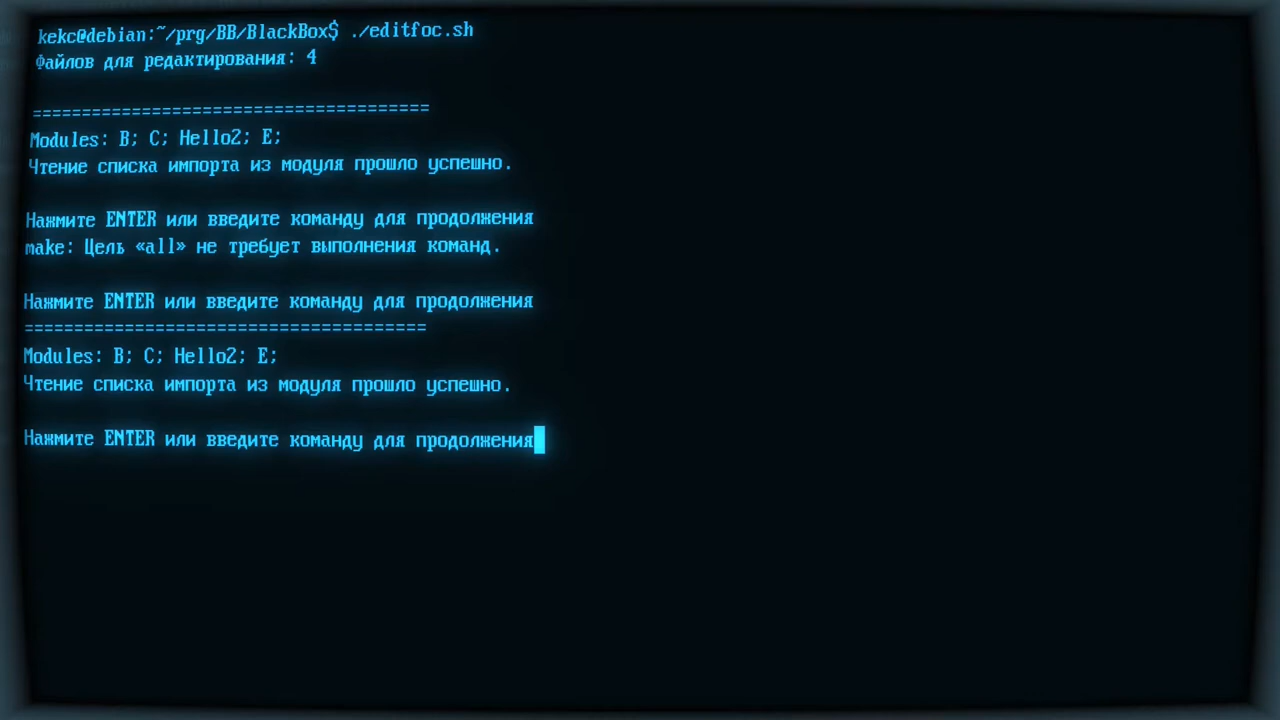 kekc@debian:~/prg/BB/BlackBox$ ./editfoc.sh
Файлов для редактирования: 4
========================================
Modules: B; C; Hello2; E;
Чтение списка импорта из модуля прошло успешно.
Нажмите ENTER или введите команду для продолжения
make: Цель «all» не требует выполнения команд.
Нажмите ENTER или введите команду для продолжения
========================================
Modules: B; C; Hello2; E;
Чтение списка импорта из модуля прошло успешно.
Нажмите ENTER или введите команду для продолжения